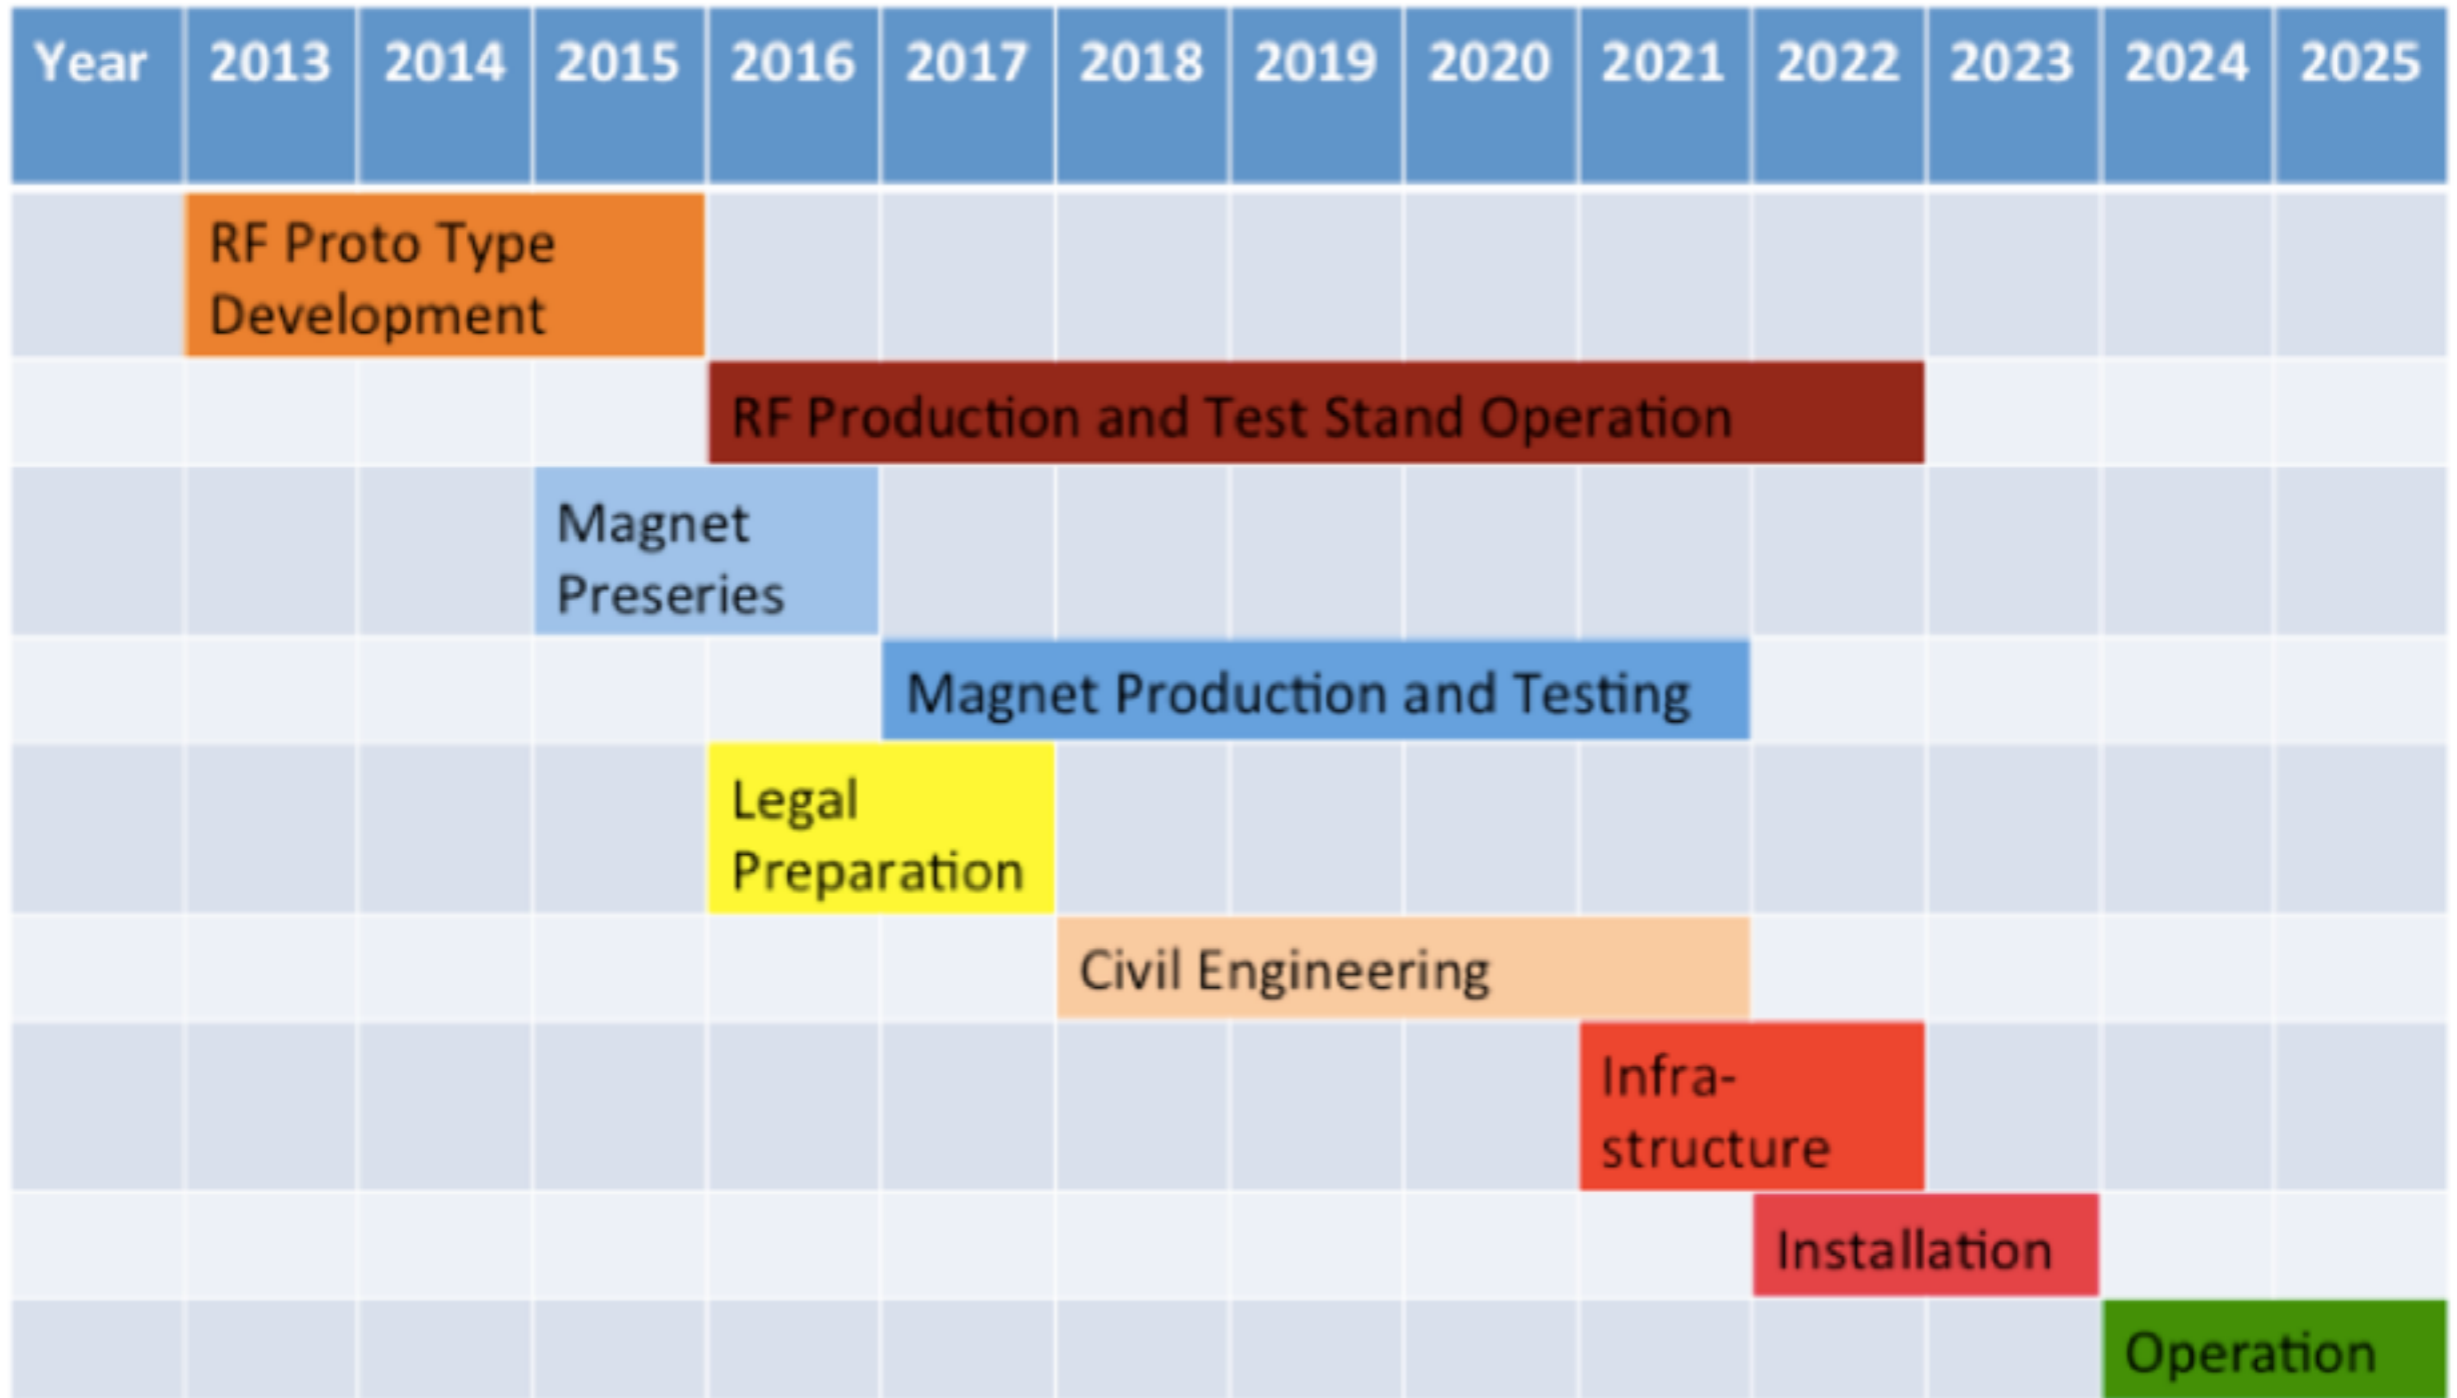 Year 2013 2014 2015 2016 2017 2018 2019 2020 2021 2022 2023 2024 2025
RF Proto Type
Development
RF Production and Test Stand Operation
Magnet
Preseries
Magnet Production and Testing
Legal
Preparation
Civil Engineering
Infra-
structure
Installation
Operation